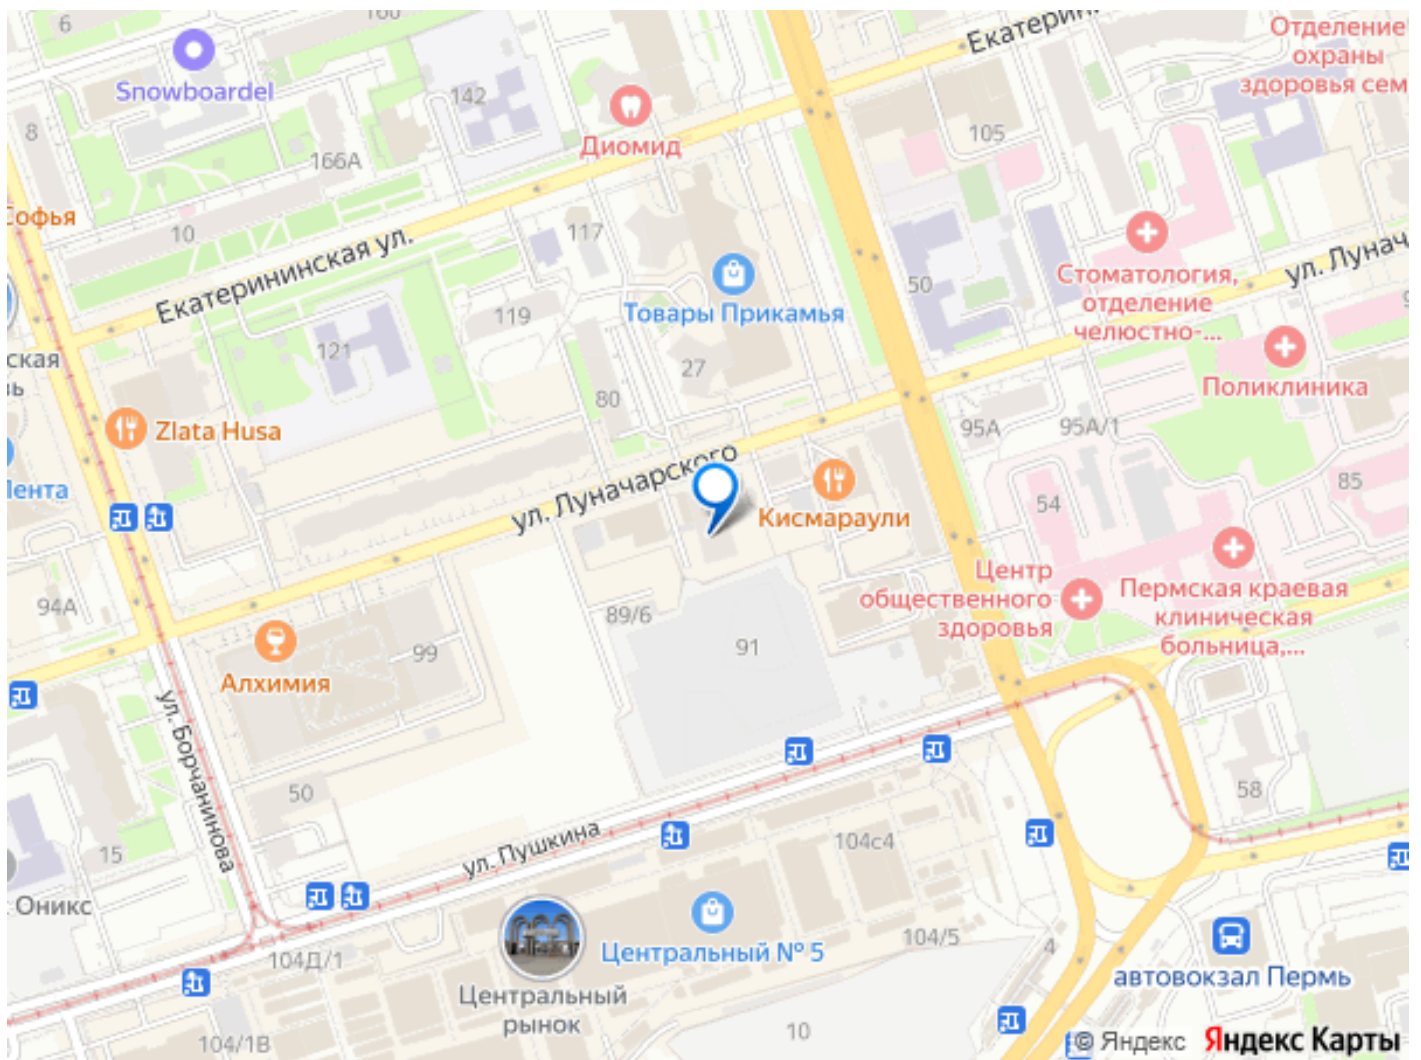 6
160
Екатерин
Отделение
охраны
здоровья сем
Snowboardel
142
Диомид
105
8
166А
Софья
10
Екатерининская ул.
117
Стоматология,
отделение
челюстно-...
ул. Лунач
50
Товары Прикамья
119
121
ская
ь
27
Поликлиника
80
95А
95А/1
Zlata Husa
Лента
ул. Луначарского
Кисмараули
54
85
Центр
общественного
здоровья
Пермская краевая
клиническая
больница,...
94А
89/6
91
99
Алхимия
ул. Борчанинова
50
58
15
ул. Пушкина
104с4
Оникс
Центральный № 5
104/5
4
104Д/1
Центральный
рынок
автовокзал Пермь
10
104/1В
© Яндекс Яндекс Карты